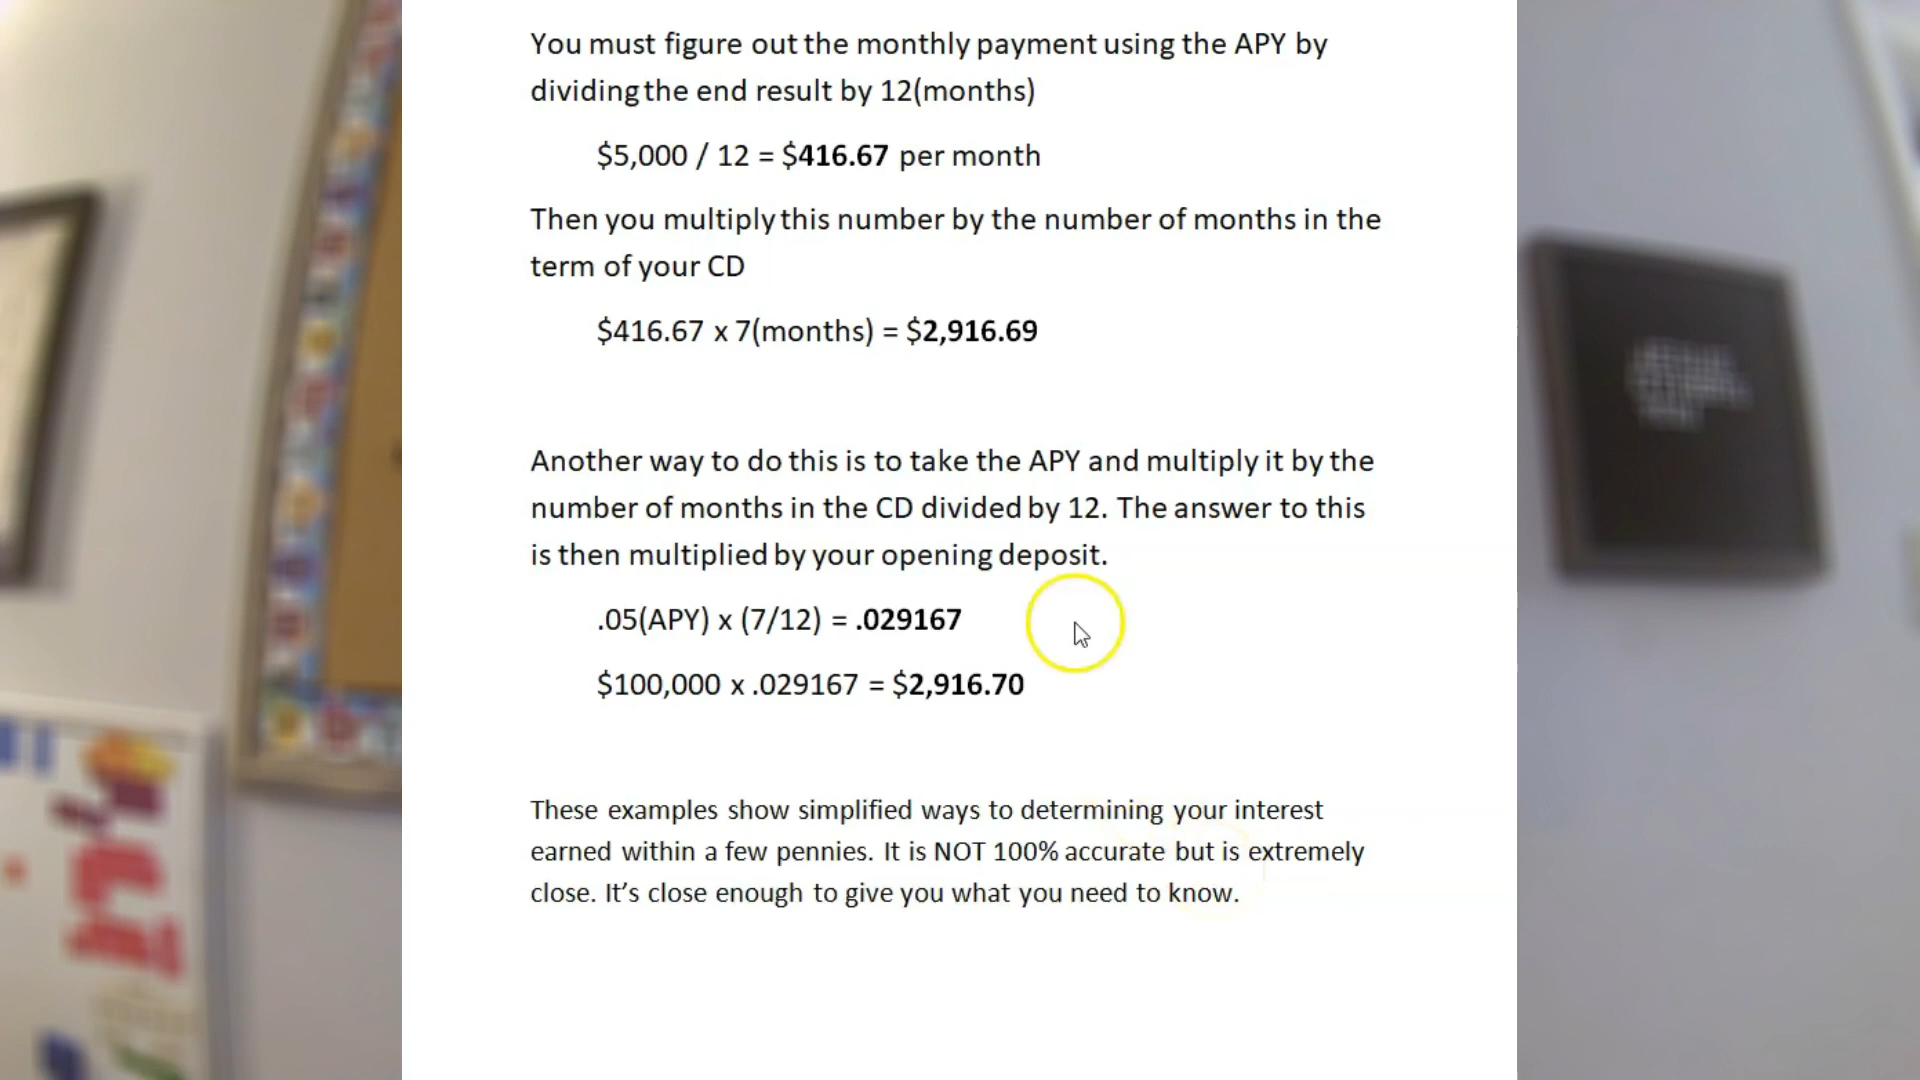 You must figure out the monthly payment using the APY by
dividing the end result by 12(months)
$5,000 / 12 = $416.67 per month
Then you multiply this number by the number of months in the
term of your CD
$416.67 x 7(months) = $2,916.69
Another way to do this is to take the APY and multiply it by the
number of months in the CD divided by 12. The answer to this
is then multiplied by your opening deposit.
.05(APY) x (7/12) = .029167
$100,000 x .029167 = $2,916.70
These examples show simplified ways to determining your interest
earned within a few pennies. It is NOT 100% accurate but is extremely
close. It’s close enough to give you what you need to know.